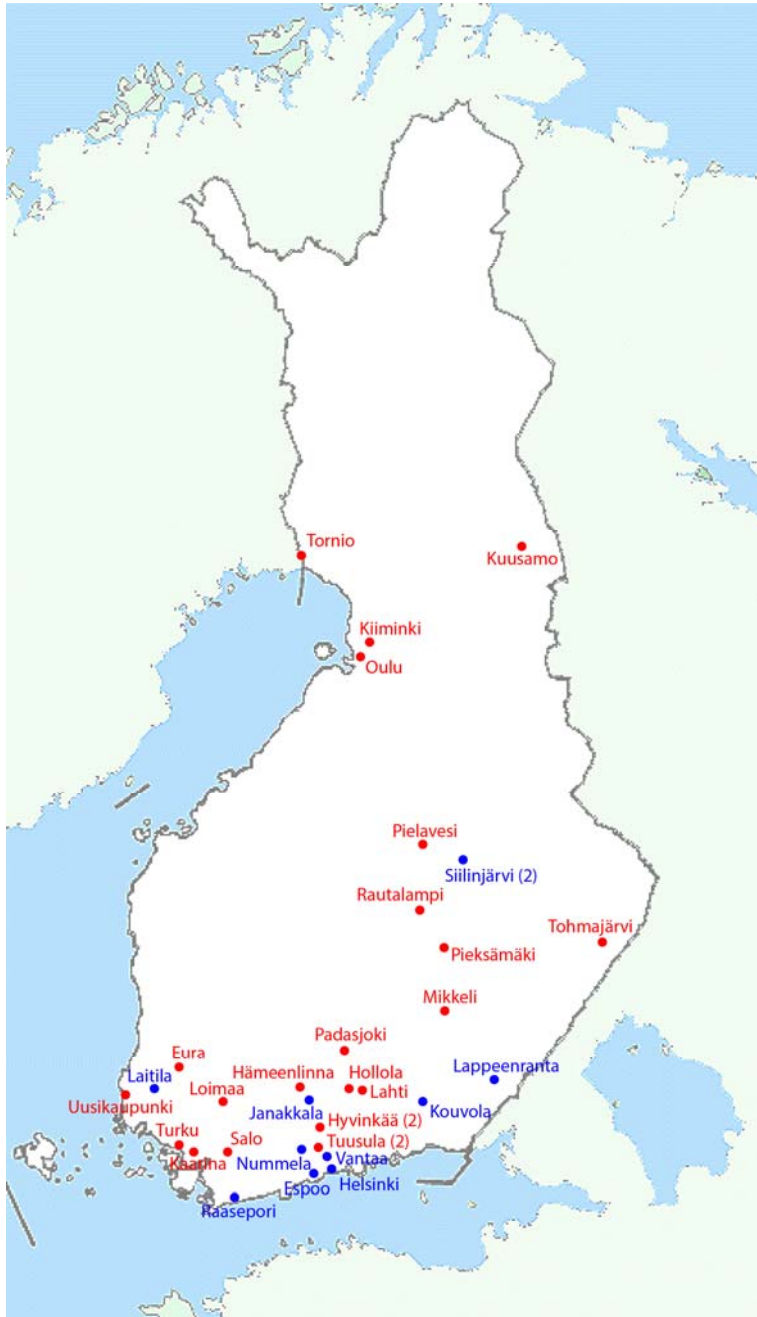 Tornio
Kuusamo
Kiiminki
Oulu
Pielavesi
Siilinjärvi (2)
Rautalampi
Tohmajärvi
Pieksämäki
Mikkeli
Padasjoki
Eura
Laitila
Hämeenlinna
Hollola
Lappeenranta
Loimaa
Lahti
Uusikaupunki
Janakkala
Kouvola
Hyvinkää (2)
Turku
Salo
Tuusula (2)
Kaarina
Nummela
Vantaa
Espoo
Helsinki
Raasepori